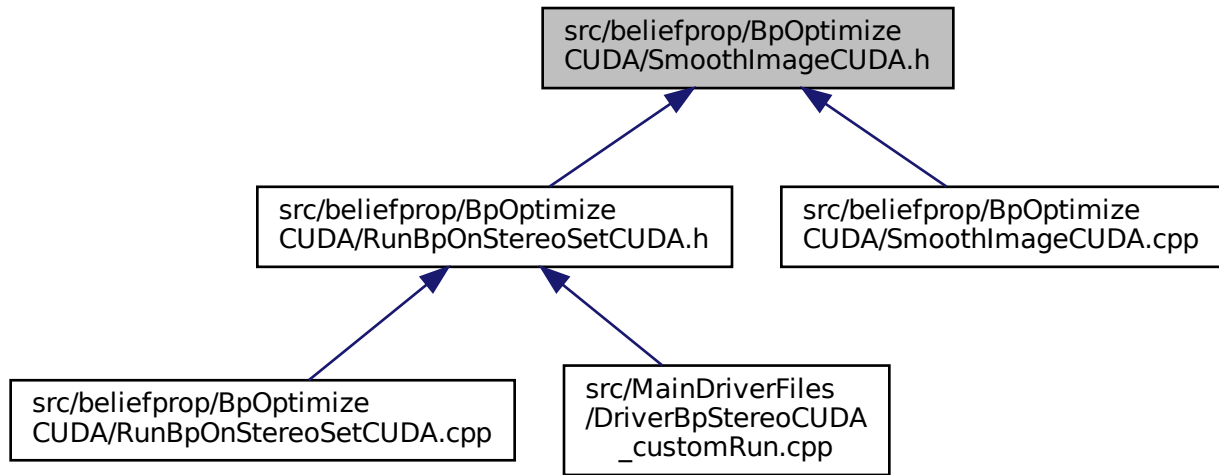 src/beliefprop/BpOptimize
CUDA/SmoothImageCUDA.h
src/beliefprop/BpOptimize
CUDA/RunBpOnStereoSetCUDA.h
src/beliefprop/BpOptimize
CUDA/SmoothImageCUDA.cpp
src/beliefprop/BpOptimize
CUDA/RunBpOnStereoSetCUDA.cpp
src/MainDriverFiles
/DriverBpStereoCUDA
_customRun.cpp